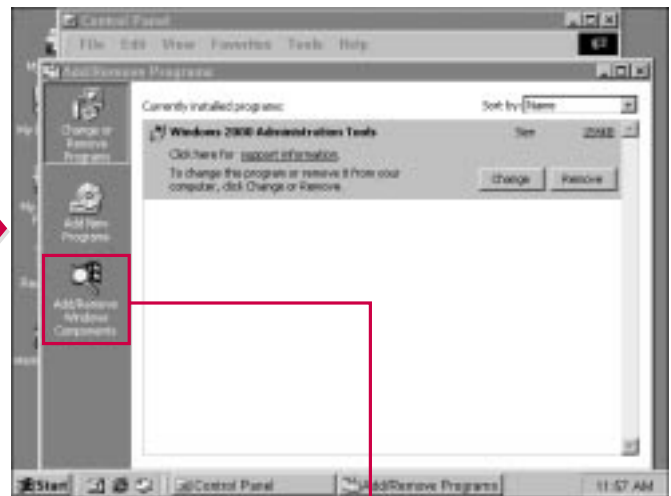 Control Panel
File Edit View Favorites Tools Help
Add/Remove Programs
Change or
Remove
Programs
Add New
Programs
Add/Remove
Windows
Components
Currently installed programs:
Sort by: Name
Windows 2000 Administration Tools
Size
Click here for support information.
To change this program or remove it from your
computer, click Change or Remove.
Change Remove
Start Control Panel Add/Remove Programs 11:57 AM